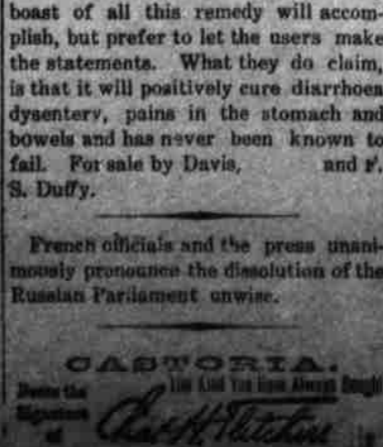 boast of all this remedy will accom-
plish, but prefer to let the users make
the statements. What they do claim,
is that it will positively cure diarrhoea
dysentery, pains in the stomach and
bowels and has never been known to
fail. For sale by Davis, and F.
S. Duffy.
French officials and the press unani-
mously pronounce the dissolution of the
Russian Parliament unwise.
CASTORIA.
Bears the The Kind You Have Always Bought
Signature
of Chas H Fletcher